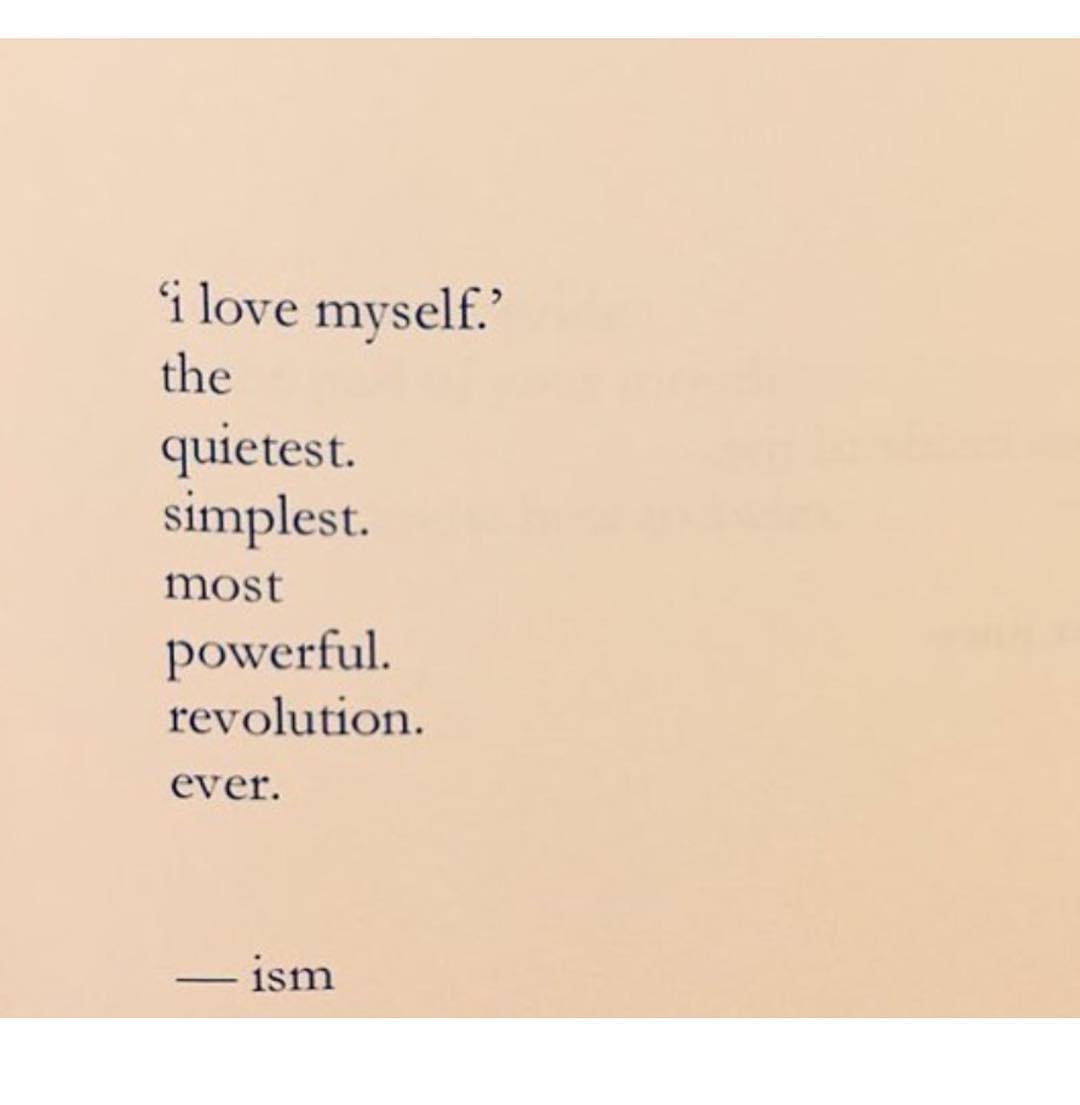 ‘i love myself.’
the
quietest.
simplest.
most
powerful.
revolution.
ever.
— ism